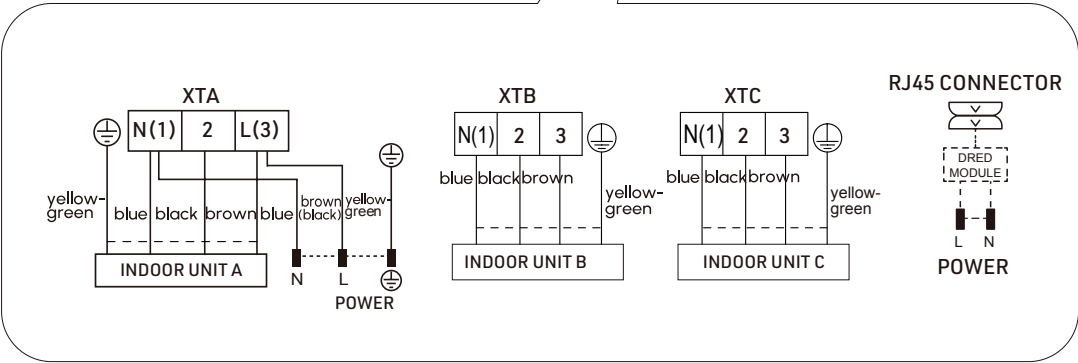 XTA
N(1) 2 L(3)
yellow-
green
blue black brown blue
brown
(black)
yellow-
green
INDOOR UNIT A
N L
POWER
XTB
N(1) 2 3
blue black brown
yellow-
green
INDOOR UNIT B
XTC
N(1) 2 3
blue black brown
yellow-
green
INDOOR UNIT C
RJ45 CONNECTOR
DRED
MODULE
L N
POWER